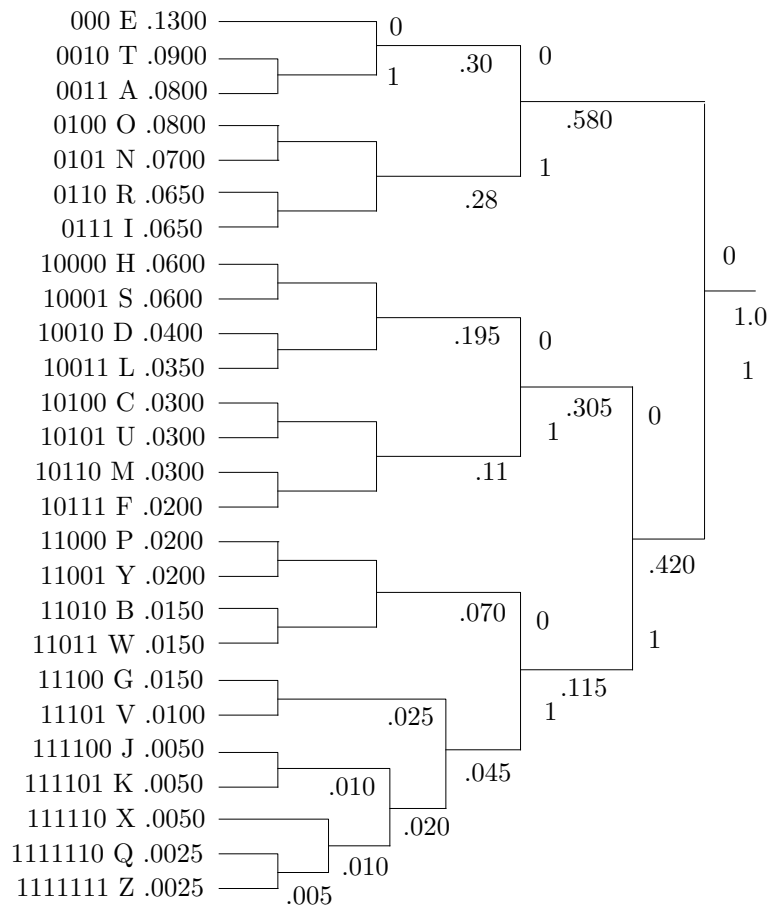 000 E .1300
0
0010 T .0900
.30
0
0011 A .0800
1
.580
0100 O .0800
0101 N .0700
1
0110 R .0650
.28
0111 I .0650
0
10000 H .0600
10001 S .0600
1.0
10010 D .0400
.195
0
10011 L .0350
1
10100 C .0300
.305
0
10101 U .0300
1
10110 M .0300
.11
10111 F .0200
11000 P .0200
.420
11001 Y .0200
11010 B .0150
.070
0
11011 W .0150
1
11100 G .0150
.115
11101 V .0100
.025
1
111100 J .0050
.045
111101 K .0050
.010
111110 X .0050
.020
1111110 Q .0025
.010
1111111 Z .0025
.005